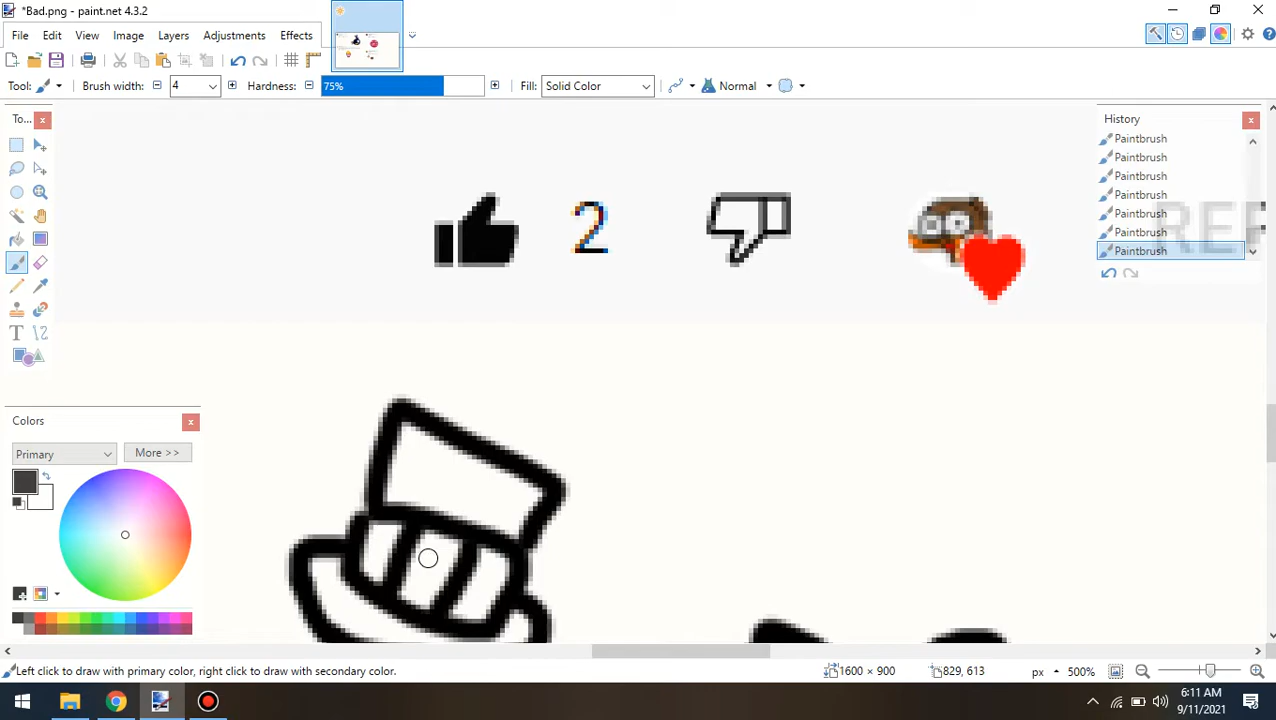 *Bad.png - paint.net 4.3.2
File Edit View Image Layers Adjustments Effects
Tool: Brush width: 4 Hardness: 75% Fill: Solid Color Normal
To...
History
Paintbrush
Paintbrush
Paintbrush
Paintbrush
Paintbrush
Paintbrush
Paintbrush
2
Colors
Primary More >>
Left click to draw with primary color, right click to draw with secondary color. 1600 × 900 829, 613 px 500%
6:11 AM
9/11/2021